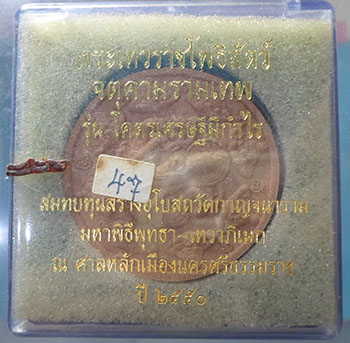 พระเทวราชโพธิสัตว์
จตุคามรามเทพ
รุ่น โคตรเศรษฐีมีกำไร
47
สมทบทุนสร้างอุโบสถวัดกาญจนาราม
มหาพิธีพุทธา-เทวาภิเษก
ณ ศาลหลักเมืองนครศรีธรรมราช
ปี ๒๕๕๐